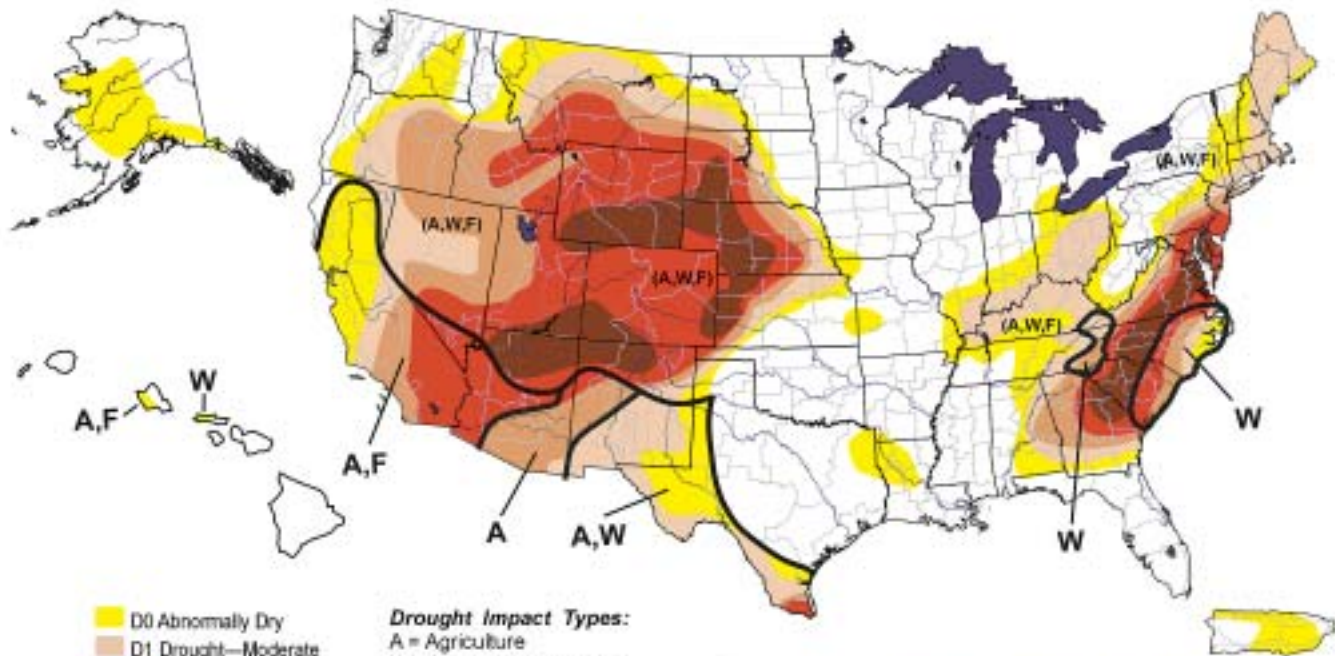 (A,W,F)
(A,W,F)
(A,W,F)
(A,W,F)
W
A,F
A,F
W
A
A,W
W
D0 Abnormally Dry
D1 Drought—Moderate
Drought Impact Types:
A = Agriculture